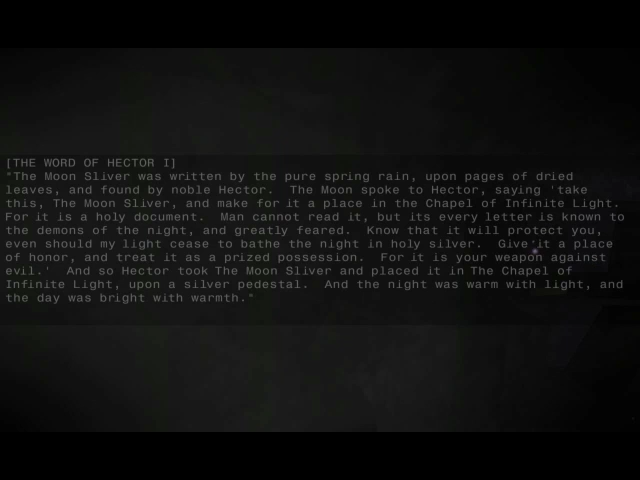 [THE WORD OF HECTOR I]
"The Moon Sliver was written by the pure spring rain, upon pages of dried
leaves, and found by noble Hector.  The Moon spoke to Hector, saying 'take
this, The Moon Sliver, and make for it a place in the Chapel of Infinite Light.
For it is a holy document.  Man cannot read it, but its every letter is known to
the demons of the night, and greatly feared.  Know that it will protect you,
even should my light cease to bathe the night in holy silver.  Give it a place
of honor, and treat it as a prized possession.  For it is your weapon against
evil.'  And so Hector took The Moon Sliver and placed it in The Chapel of
Infinite Light, upon a silver pedestal.  And the night was warm with light, and
the day was bright with warmth."